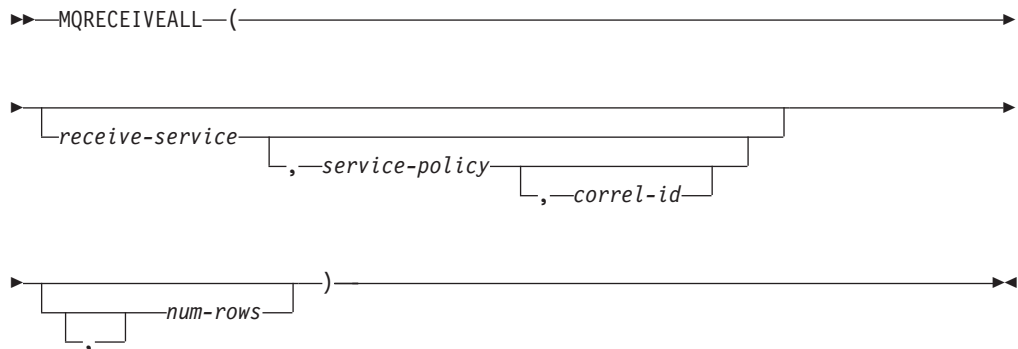 MQRECEIVEALL (
receive-service
, service-policy
, correl-id
num-rows )
,